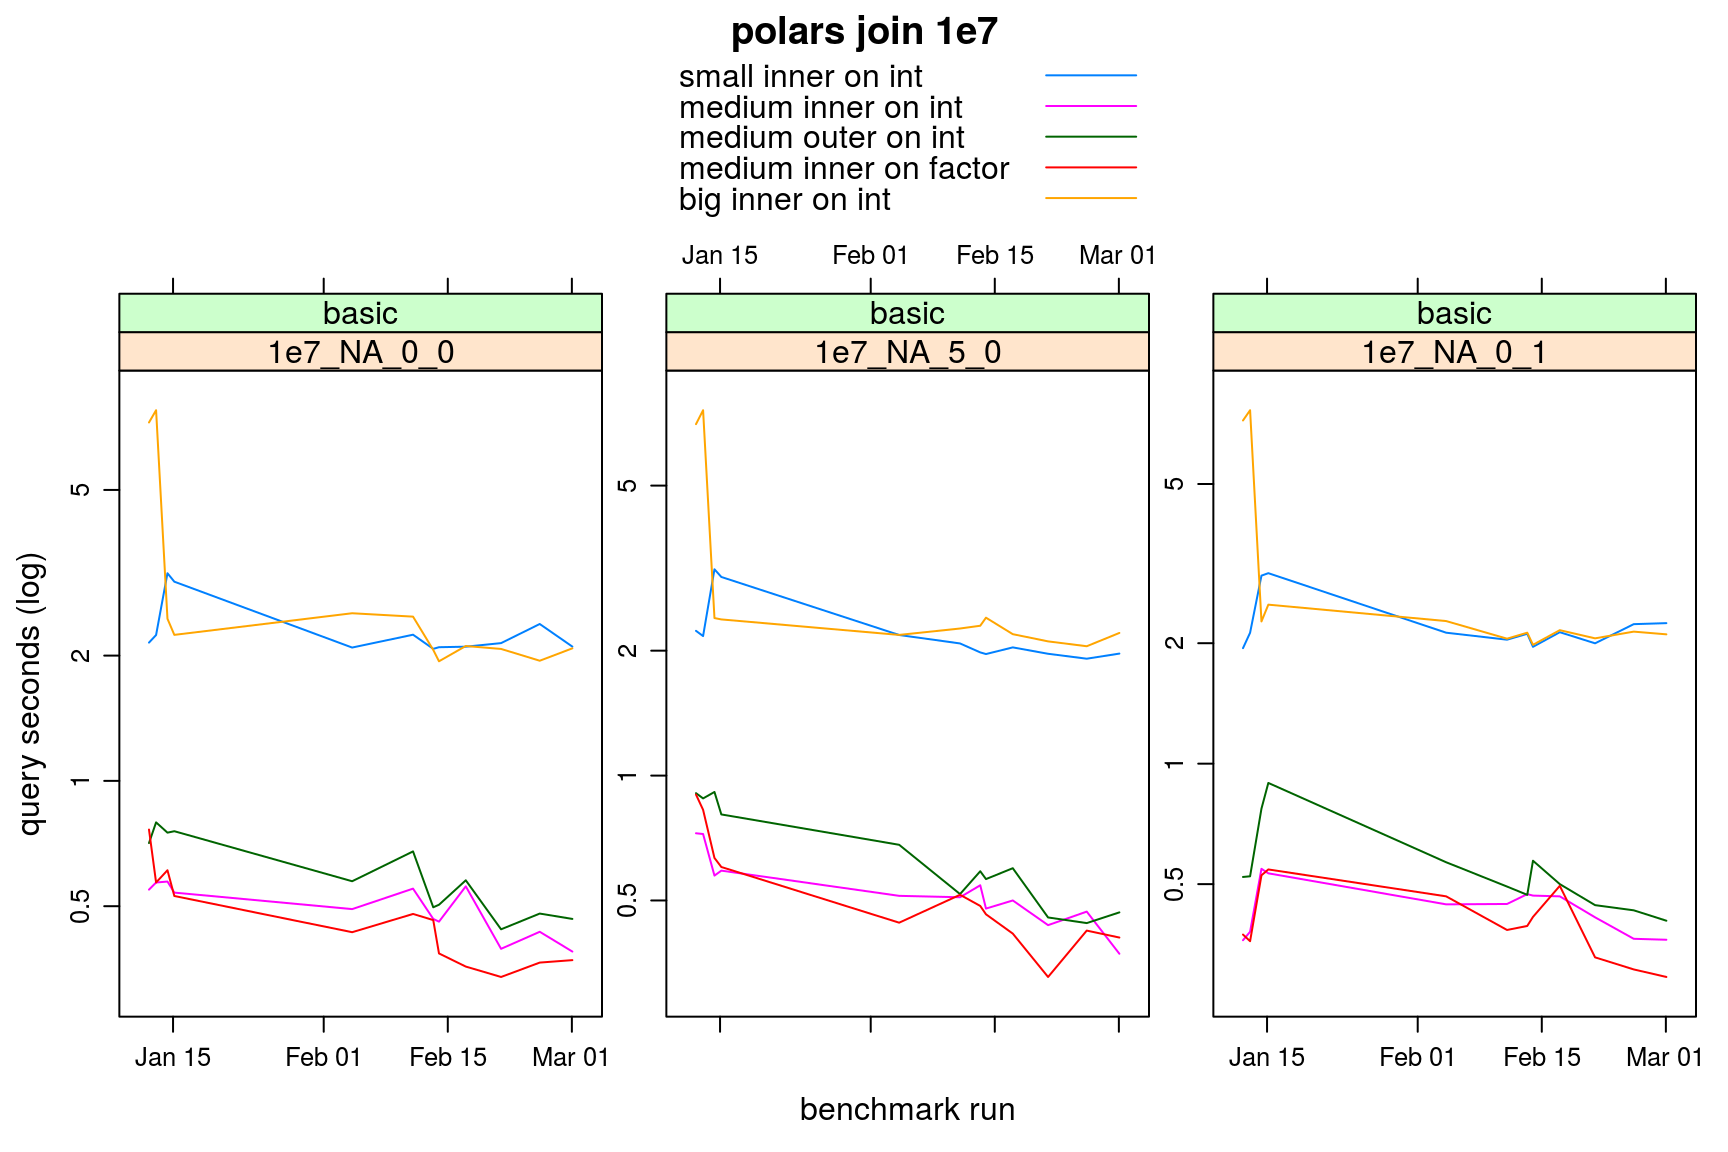 polars join 1e7
small inner on int
medium inner on int
medium outer on int
medium inner on factor
big inner on int
Jan 15 Feb 01 Feb 15 Mar 01
basic basic basic
1e7_NA_0_0 1e7_NA_5_0 1e7_NA_0_1
query seconds (log)
5 2 1 0.5
5 2 1 0.5
5 2 1 0.5
Jan 15 Feb 01 Feb 15 Mar 01 Jan 15 Feb 01 Feb 15 Mar 01
benchmark run